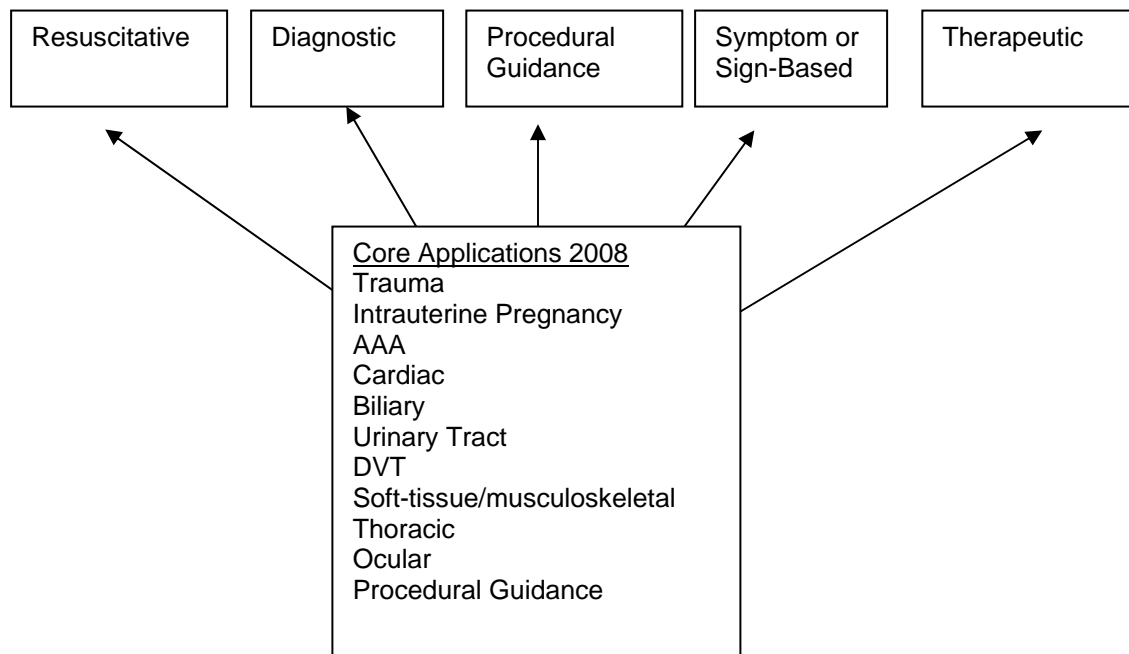 Resuscitative
Diagnostic
Procedural
Guidance
Symptom or
Sign-Based
Therapeutic
Core Applications 2008
Trauma
Intrauterine Pregnancy
AAA
Cardiac
Biliary
Urinary Tract
DVT
Soft-tissue/musculoskeletal
Thoracic
Ocular
Procedural Guidance